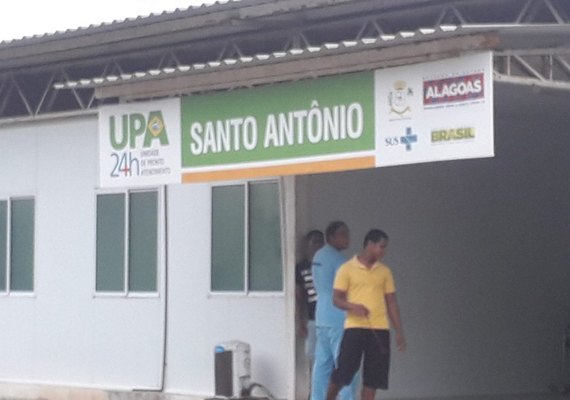 UPA
24h
UNIDADE
DE PRONTO
ATENDIMENTO
SANTO ANTÔNIO
ALAGOAS
SUS
BRASIL